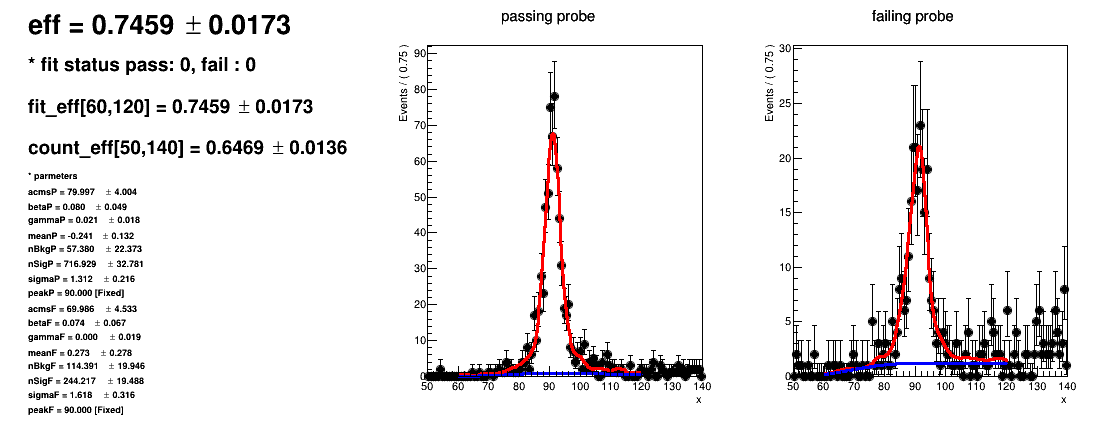 eff = 0.7459 ± 0.0173
* fit status pass: 0, fail : 0
fit_eff[60,120] = 0.7459 ± 0.0173
count_eff[50,140] = 0.6469 ± 0.0136
* parmeters
acmsP = 79.997 ± 4.004
betaP = 0.080 ± 0.049
gammaP = 0.021 ± 0.018
meanP = -0.241 ± 0.132
nBkgP = 57.380 ± 22.373
nSigP = 716.929 ± 32.781
sigmaP = 1.312 ± 0.216
peakP = 90.000 [Fixed]
acmsF = 69.986 ± 4.533
betaF = 0.074 ± 0.067
gammaF = 0.000 ± 0.019
meanF = 0.273 ± 0.278
nBkgF = 114.391 ± 19.946
nSigF = 244.217 ± 19.488
sigmaF = 1.618 ± 0.316
peakF = 90.000 [Fixed]
passing probe
Events / ( 0.75 )
90
80
70
60
50
40
30
20
10
0
50 60 70 80 90 100 110 120 130 140
x
failing probe
Events / ( 0.75 )
30
25
20
15
10
5
0
50 60 70 80 90 100 110 120 130 140
x